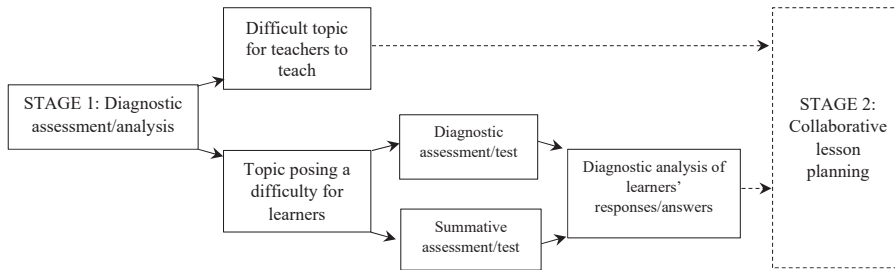 STAGE 1: Diagnostic
assessment/analysis
Difficult topic
for teachers to
teach
Topic posing a
difficulty for
learners
Diagnostic
assessment/test
Summative
assessment/test
Diagnostic analysis of
learners’
responses/answers
STAGE 2:
Collaborative
lesson
planning